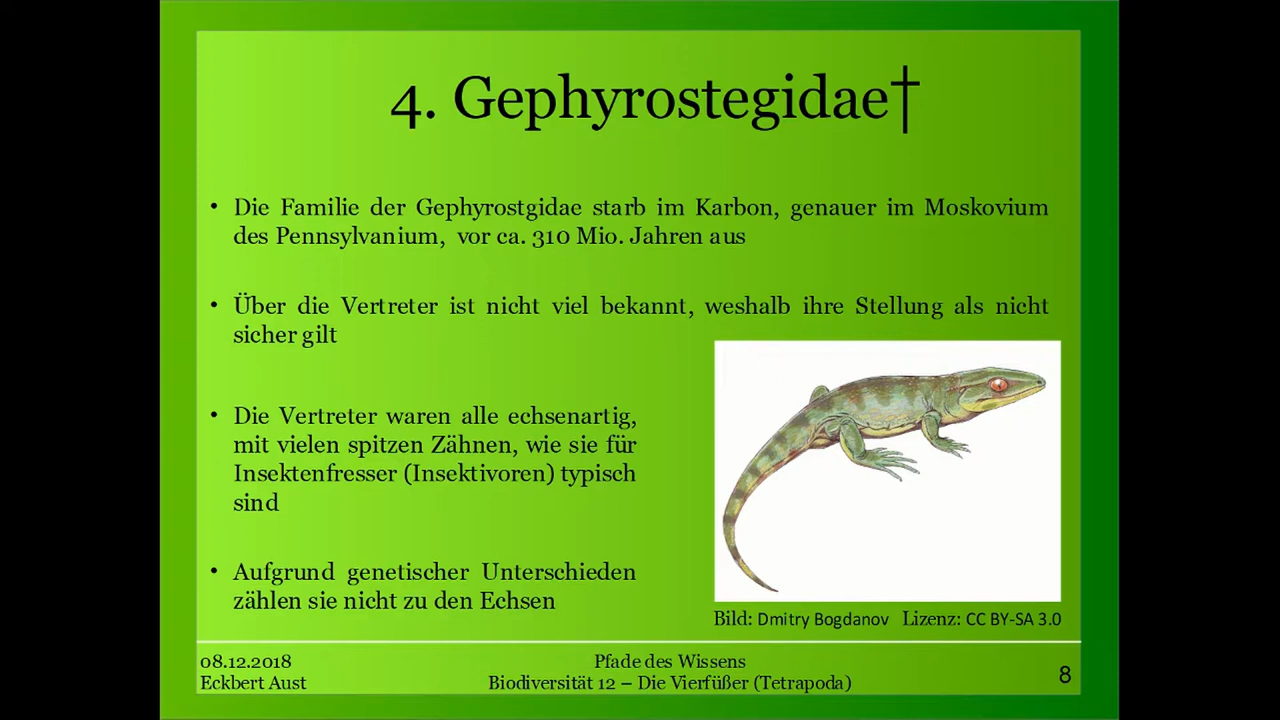 4. Gephyrostegidae†
• Die Familie der Gephyrostgidae starb im Karbon, genauer im Moskovium
des Pennsylvanium, vor ca. 310 Mio. Jahren aus
• Über die Vertreter ist nicht viel bekannt, weshalb ihre Stellung als nicht
sicher gilt
• Die Vertreter waren alle echsenartig,
mit vielen spitzen Zähnen, wie sie für
Insektenfresser (Insektivoren) typisch
sind
• Aufgrund genetischer Unterschieden
zählen sie nicht zu den Echsen
Bild: Dmitry Bogdanov Lizenz: CC BY-SA 3.0
08.12.2018
Eckbert Aust
Pfade des Wissens
Biodiversität 12 – Die Vierfüßer (Tetrapoda)
8